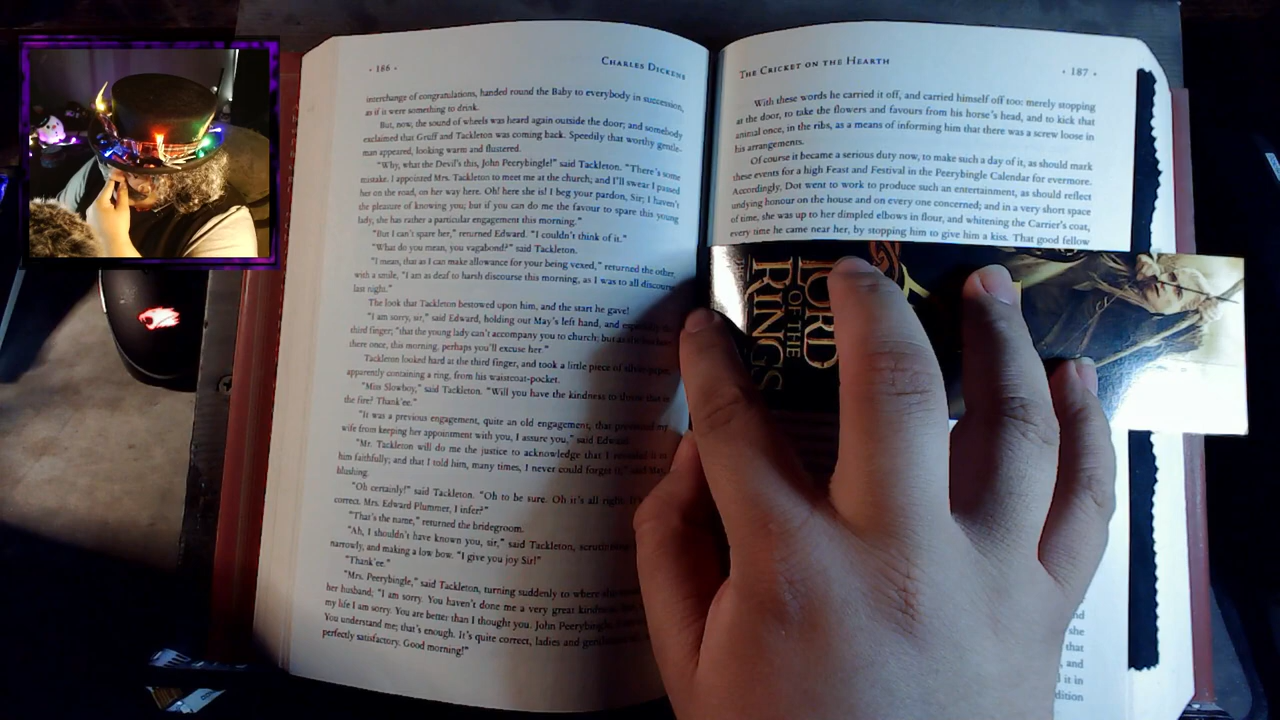 · 186 ·
CHARLES DICKENS
interchange of congratulations, handed round the Baby to everybody in succession,
as if it were something to drink.
But, now, the sound of wheels was heard again outside the door; and somebody
exclaimed that Gruff and Tackleton was coming back. Speedily that worthy gentle-
man appeared, looking warm and flustered.
"Why, what the Devil's this, John Peerybingle!" said Tackleton. "There's some
mistake. I appointed Mrs. Tackleton to meet me at the church; and I'll swear I passed
her on the road, on her way here. Oh! here she is! I beg your pardon, Sir; I haven't
the pleasure of knowing you; but if you can do me the favour to spare this young
lady, she has rather a particular engagement this morning."
"But I can't spare her," returned Edward. "I couldn't think of it."
"What do you mean, you vagabond?" said Tackleton.
"I mean, that as I can make allowance for your being vexed," returned the other,
with a smile, "I am as deaf to harsh discourse this morning, as I was to all discourse
last night."
The look that Tackleton bestowed upon him, and the start he gave!
"I am sorry, sir," said Edward, holding out May's left hand, and especially the
third finger; "that the young lady can't accompany you to church; but as
there once, this morning, perhaps you'll excuse her."
Tackleton looked hard at the third finger, and took a little piece of silver-paper,
apparently containing a ring, from his waistcoat-pocket.
"Miss Slowboy," said Tackleton. "Will you have the kindness to throw that in
the fire? Thank'ee."
"It was a previous engagement, quite an old engagement, that prevented my
wife from keeping her appointment with you, I assure you," said Edward.
"Mr. Tackleton will do me the justice to acknowledge that I revealed it to
him faithfully; and that I told him, many times, I never could forget it," said May,
blushing.
"Oh certainly!" said Tackleton. "Oh to be sure. Oh it's all right.
correct. Mrs. Edward Plummer, I infer?"
"That's the name," returned the bridegroom.
"Ah, I shouldn't have known you, sir," said Tackleton, scrutinising
narrowly, and making a low bow. "I give you joy Sir!"
"Thank'ee."
"Mrs. Peerybingle," said Tackleton, turning suddenly to where she
her husband; "I am sorry. You haven't done me a very great kindness,
my life I am sorry. You are better than I thought you. John Peerybingle,
You understand me; that's enough. It's quite correct, ladies and gentlemen
perfectly satisfactory. Good morning!"
THE CRICKET ON THE HEARTH
· 187 ·
With these words he carried it off, and carried himself off too: merely stopping
at the door, to take the flowers and favours from his horse's head, and to kick that
animal once, in the ribs, as a means of informing him that there was a screw loose in
his arrangements.
Of course it became a serious duty now, to make such a day of it, as should mark
these events for a high Feast and Festival in the Peerybingle Calendar for evermore.
Accordingly, Dot went to work to produce such an entertainment, as should reflect
undying honour on the house and on every one concerned; and in a very short space
of time, she was up to her dimpled elbows in flour, and whitening the Carrier's coat,
every time he came near her, by stopping him to give him a kiss. That good fellow
THE
LORD
OF THE
RINGS
she
that
and
it in